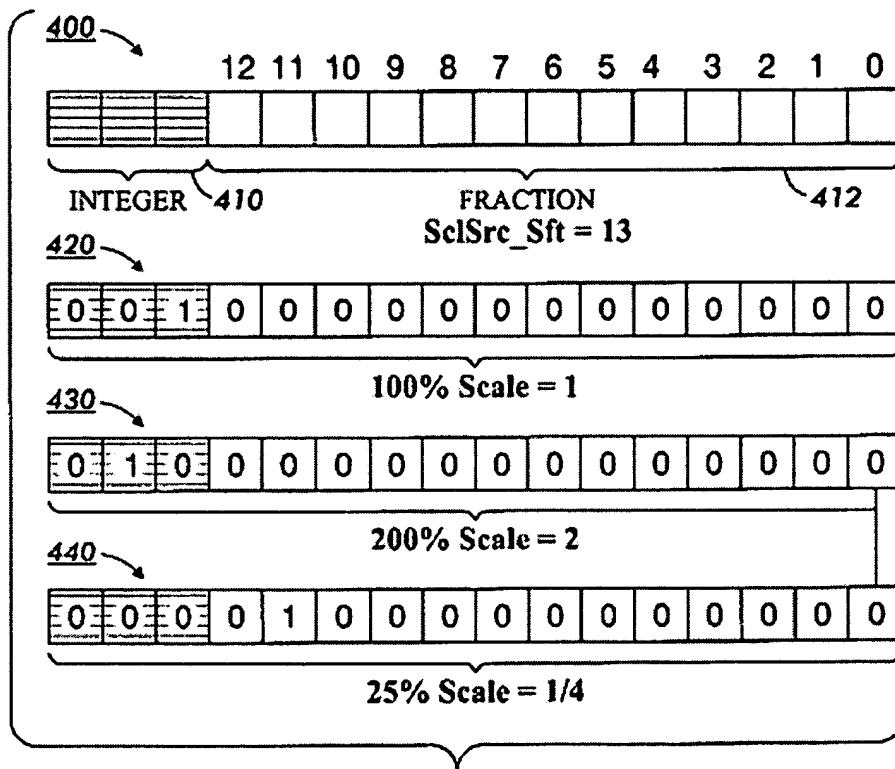 400
12 11 10 9 8 7 6 5 4 3 2 1 0
INTEGER 410 FRACTION 412
SclSrc_Sft = 13
420
0 0 1 0 0 0 0 0 0 0 0 0 0 0 0 0
100% Scale = 1
430
0 1 0 0 0 0 0 0 0 0 0 0 0 0 0 0
200% Scale = 2
440
0 0 0 0 1 0 0 0 0 0 0 0 0 0 0 0
25% Scale = 1/4